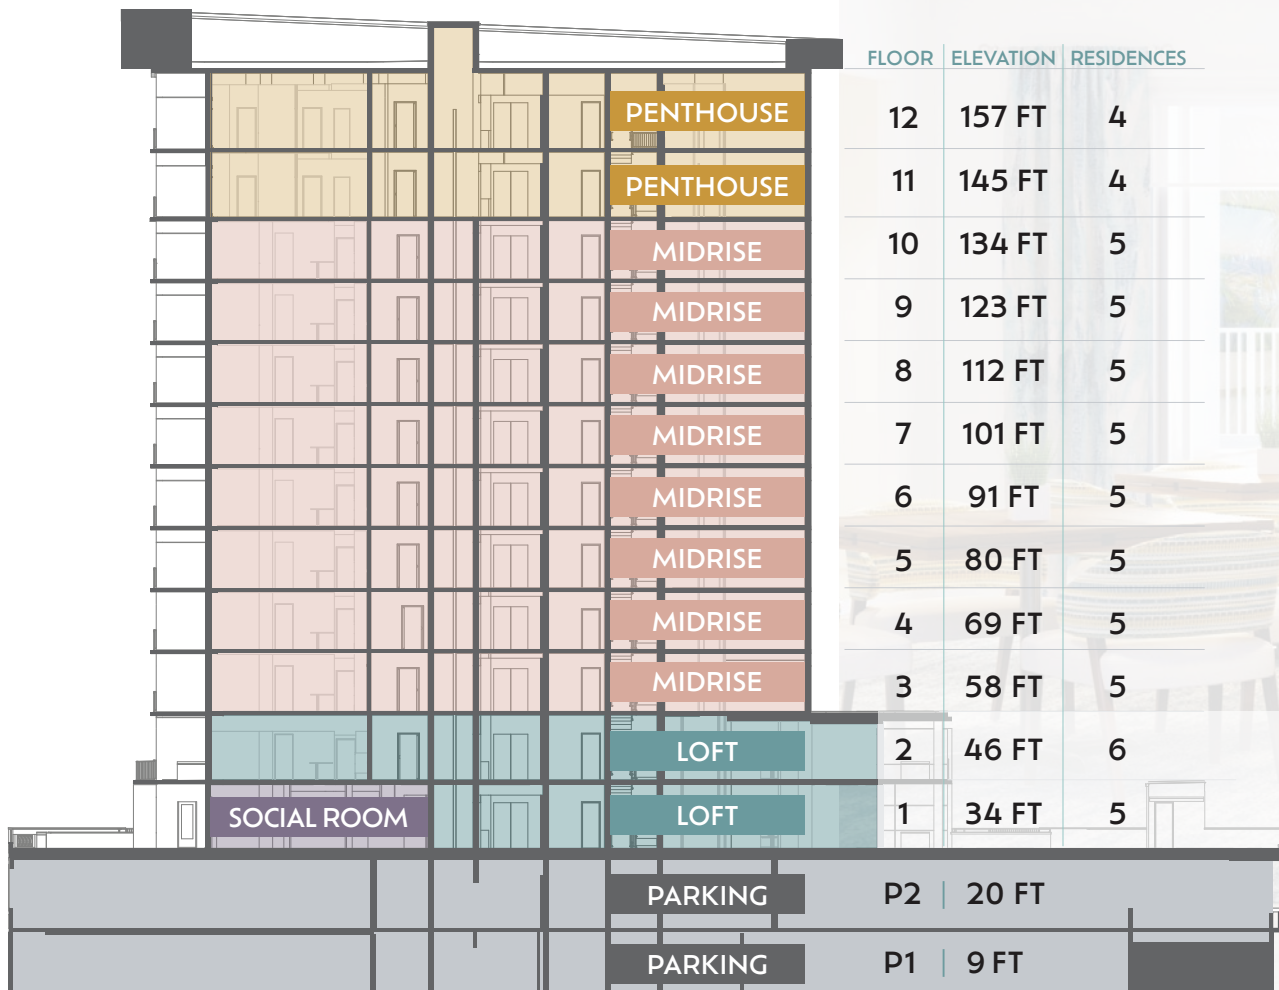 FLOOR ELEVATION RESIDENCES
PENTHOUSE 12 157 FT 4
PENTHOUSE 11 145 FT 4
MIDRISE 10 134 FT 5
MIDRISE 9 123 FT 5
MIDRISE 8 112 FT 5
MIDRISE 7 101 FT 5
MIDRISE 6 91 FT 5
MIDRISE 5 80 FT 5
MIDRISE 4 69 FT 5
MIDRISE 3 58 FT 5
LOFT 2 46 FT 6
SOCIAL ROOM LOFT 1 34 FT 5
PARKING P2 | 20 FT
PARKING P1 | 9 FT